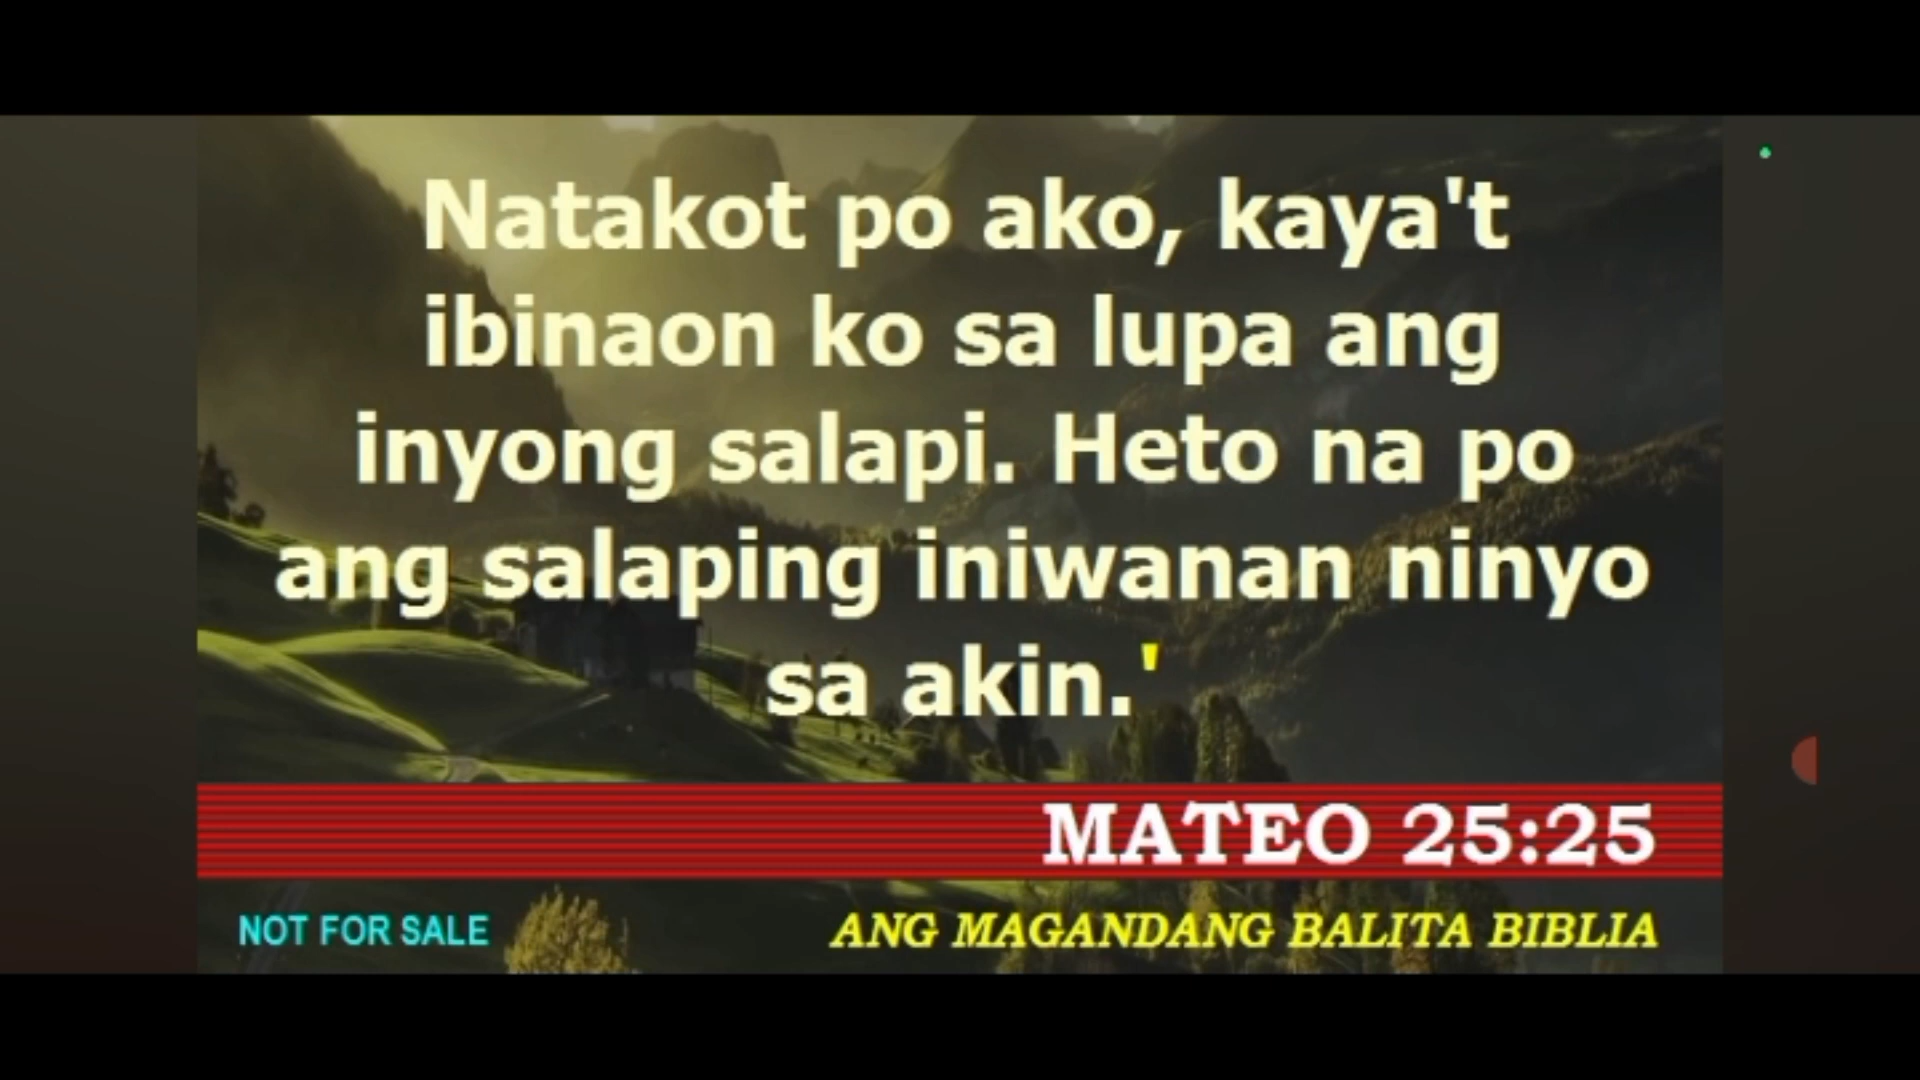 Natakot po ako, kaya't
ibinaon ko sa lupa ang
inyong salapi. Heto na po
ang salaping iniwanan ninyo
sa akin.'
MATEO 25:25
NOT FOR SALE
ANG MAGANDANG BALITA BIBLIA